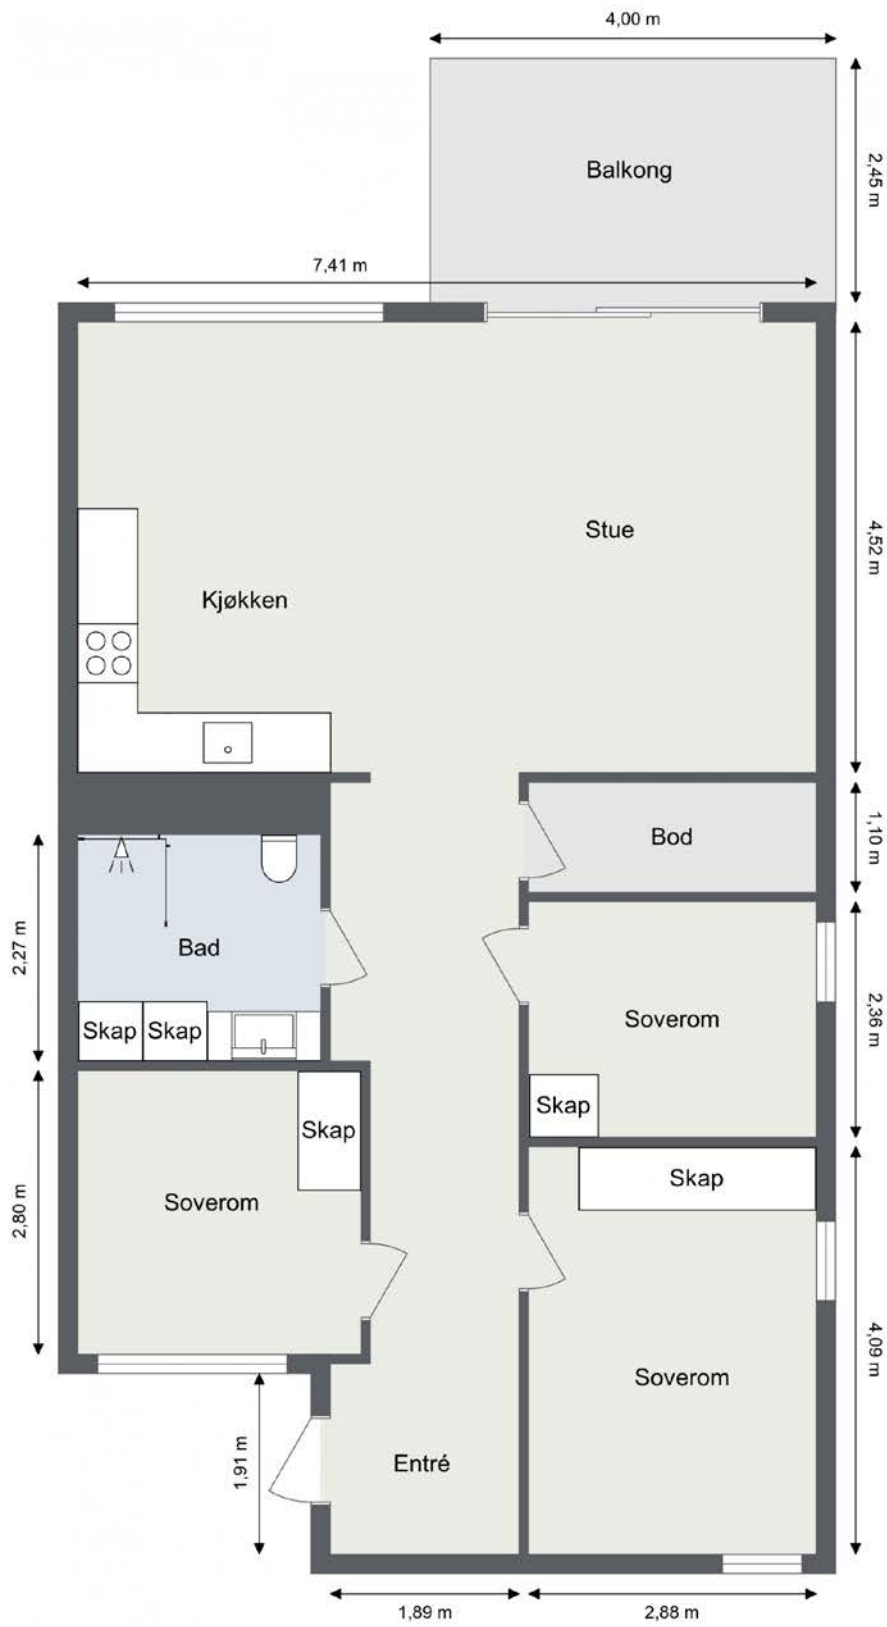 4,00 m
Balkong
2,45 m
7,41 m
Stue
4,52 m
Kjøkken
Bod
1,10 m
Bad
2,27 m
Skap
Skap
Soverom
2,36 m
Skap
Skap
Skap
Soverom
2,80 m
Soverom
4,09 m
Entré
1,91 m
1,89 m
2,88 m